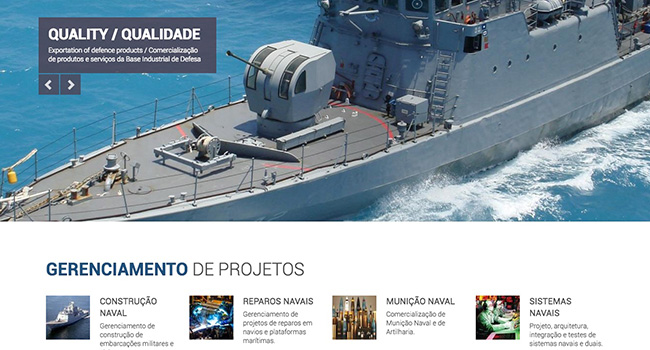 QUALITY / QUALIDADE
Exportation of defence products / Comercialização
de produtos e serviços da Base Industrial de Defesa
GERENCIAMENTO DE PROJETOS
CONSTRUÇÃO
NAVAL
Gerenciamento de
construção de
embarcações militares e
REPAROS NAVAIS
Gerenciamento de
projetos de reparos em
navios e plataformas
marítimas.
MUNIÇÃO NAVAL
Comercialização de
Munição Naval e de
Artilharia.
SISTEMAS
NAVAIS
Projeto, arquitetura,
integração e testes de
sistemas navais e duais.